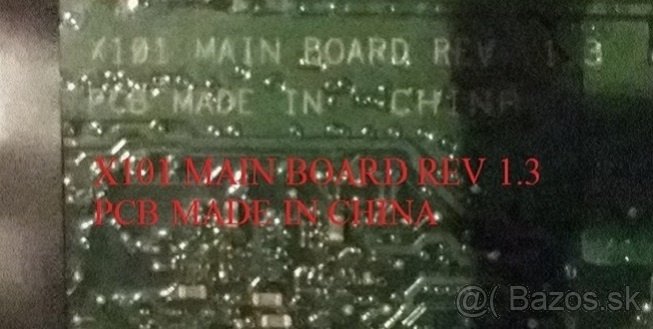 X101 MAIN BOARD REV 1.3
PCB MADE IN CHINA
X101 MAIN BOARD REV 1.3
PCB MADE IN CHINA
@( Bazos.sk